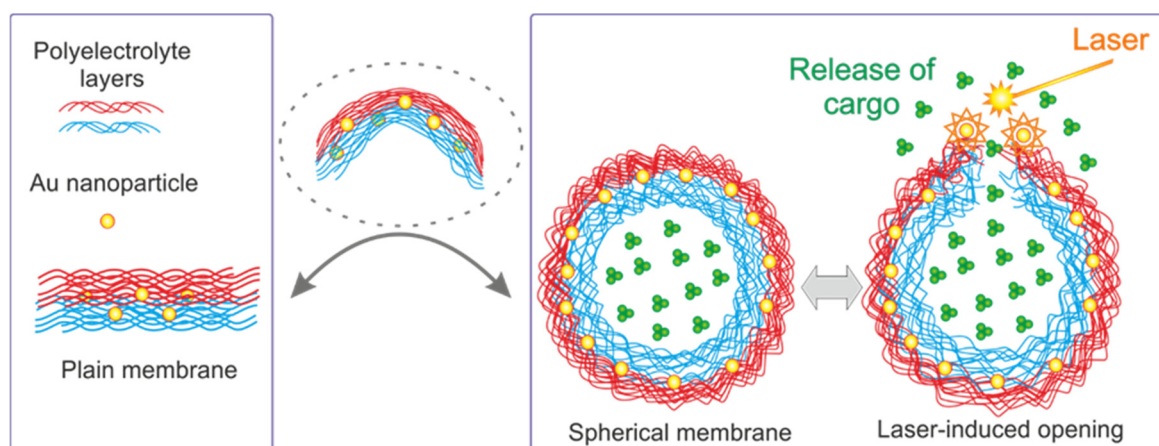 Polyelectrolyte
layers
Au nanoparticle
Plain membrane
Release of
cargo
Laser
Spherical membrane
Laser-induced opening